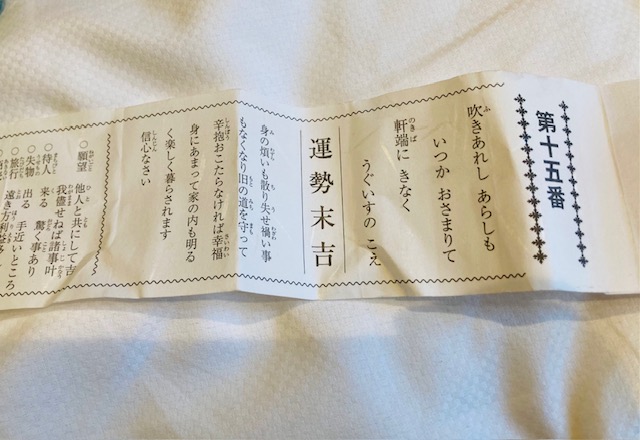 第十五番
吹きあれし あらしも
いつか おさまりて
軒端に きなく
うぐいすの こえ
運勢末吉
身の煩いも散り失せ禍い事
もなくなり旧の道を守って
辛抱おこたらなければ幸福
身にあまって家の内も明る
く楽しく暮らされます
信心なさい
○願望 他人と共にして吉
我儘せねば諸事叶
○待人 来る 驚く事あり
○失物 出る 手近いところ
○旅行 遠き方利益多